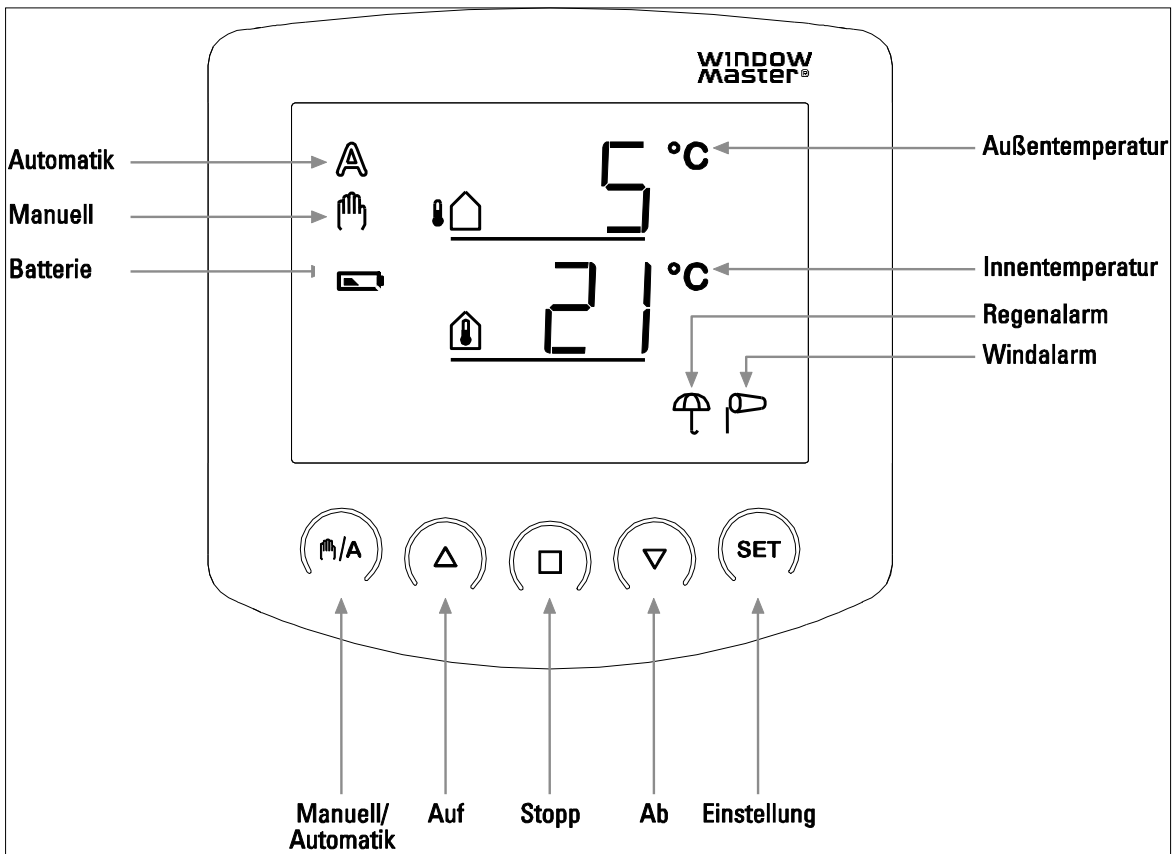 WINDOW
Master®
Automatik
A
5 °C
Außentemperatur
Manuell
Batterie
21 °C
Innentemperatur
Regenalarm
Windalarm
/A
SET
Manuell/
Automatik
Auf
Stopp
Ab
Einstellung